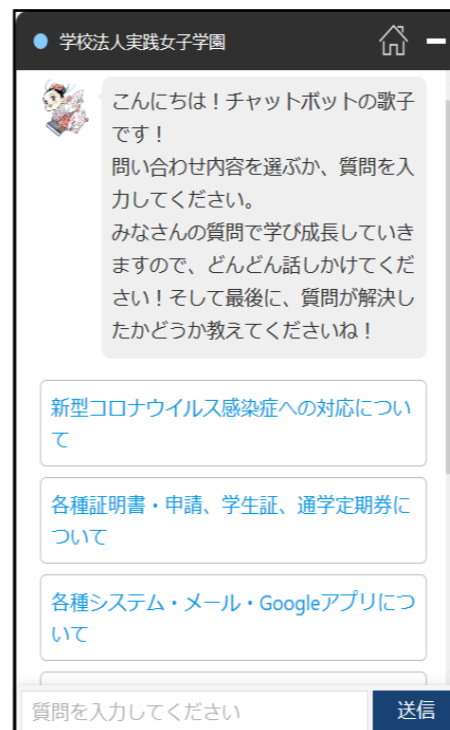 学校法人実践女子学園
こんにちは！チャットボットの歌子
です！
問い合わせ内容を選ぶか、質問を入
力してください。
みなさんの質問で学び成長していき
ますので、どんどん話しかけてくだ
さい！そして最後に、質問が解決し
たかどうか教えてくださいね！
新型コロナウイルス感染症への対応につい
て
各種証明書・申請、学生証、通学定期券に
ついて
各種システム・メール・Googleアプリにつ
いて
質問を入力してください
送信